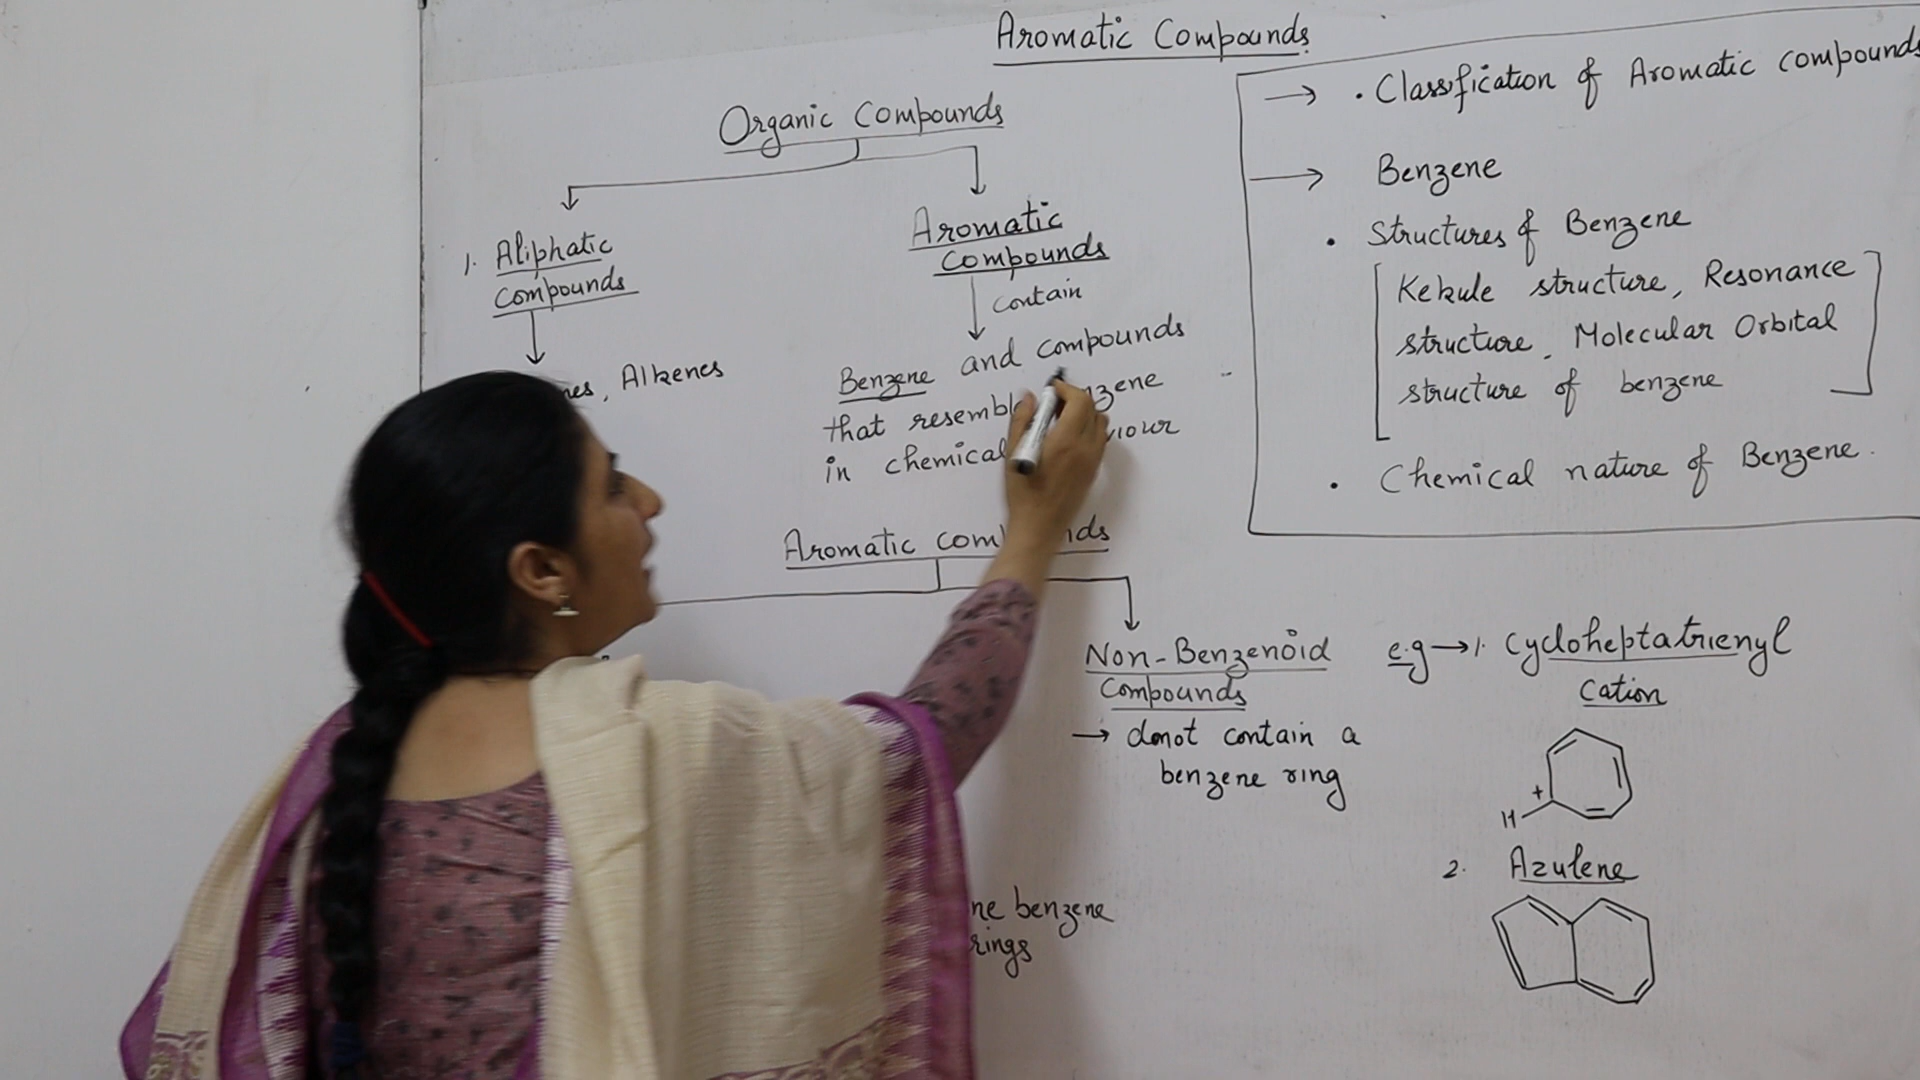 Aromatic Compounds
Organic Compounds
1. Aliphatic
Compounds
Alkenes
Aromatic
Compounds
contain
Benzene and compounds
that
in chemical
Aromatic
Non-Benzenoid
Compounds
→ donot contain a
benzene ring
benzene
rings
→ . Classification of Aromatic compounds
→ Benzene
. Structures of Benzene
[Kekule structure, Resonance
structure, Molecular Orbital
structure of benzene]
. Chemical nature of Benzene.
e.g → 1. Cycloheptatrienyl
Cation
+
H
2. Azulene